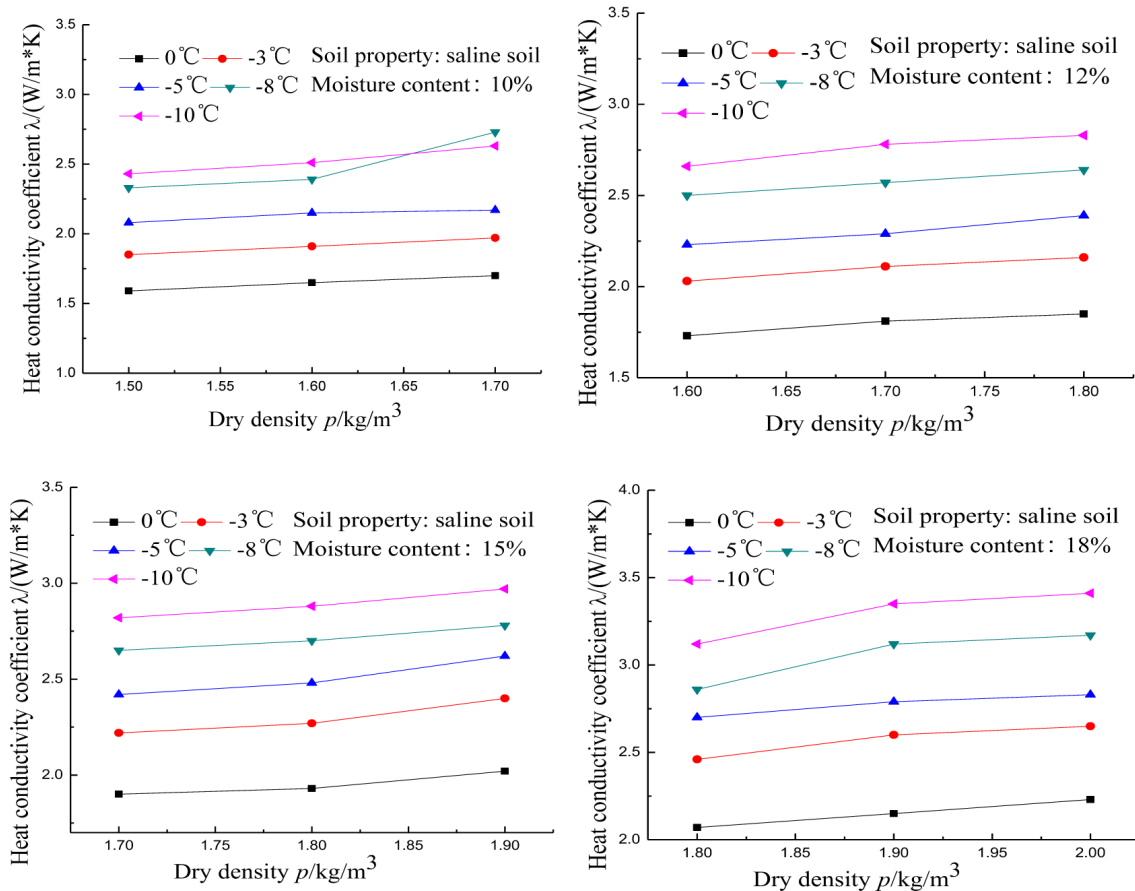 Heat conductivity coefficient λ/(W/m*K)
3.5
3.0
2.5
2.0
1.5
1.0
0℃ -3℃ Soil property: saline soil
-5℃ -8℃ Moisture content: 10%
-10℃
1.50 1.55 1.60 1.65 1.70
Dry density p/kg/m³
Heat conductivity coefficient λ/(W/m*K)
3.5
3.0
2.5
2.0
1.5
0℃ -3℃ Soil property: saline soil
-5℃ -8℃ Moisture content: 12%
-10℃
1.60 1.65 1.70 1.75 1.80
Dry density p/kg/m³
Heat conductivity coefficient λ/(W/m*K)
3.5
3.0
2.5
2.0
0℃ -3℃ Soil property: saline soil
-5℃ -8℃ Moisture content: 15%
-10℃
1.70 1.75 1.80 1.85 1.90
Dry density p/kg/m³
Heat conductivity coefficient λ/(W/m*K)
4.0
3.5
3.0
2.5
2.0
0℃ -3℃ Soil property: saline soil
-5℃ -8℃ Moisture content: 18%
-10℃
1.80 1.85 1.90 1.95 2.00
Dry density p/kg/m³